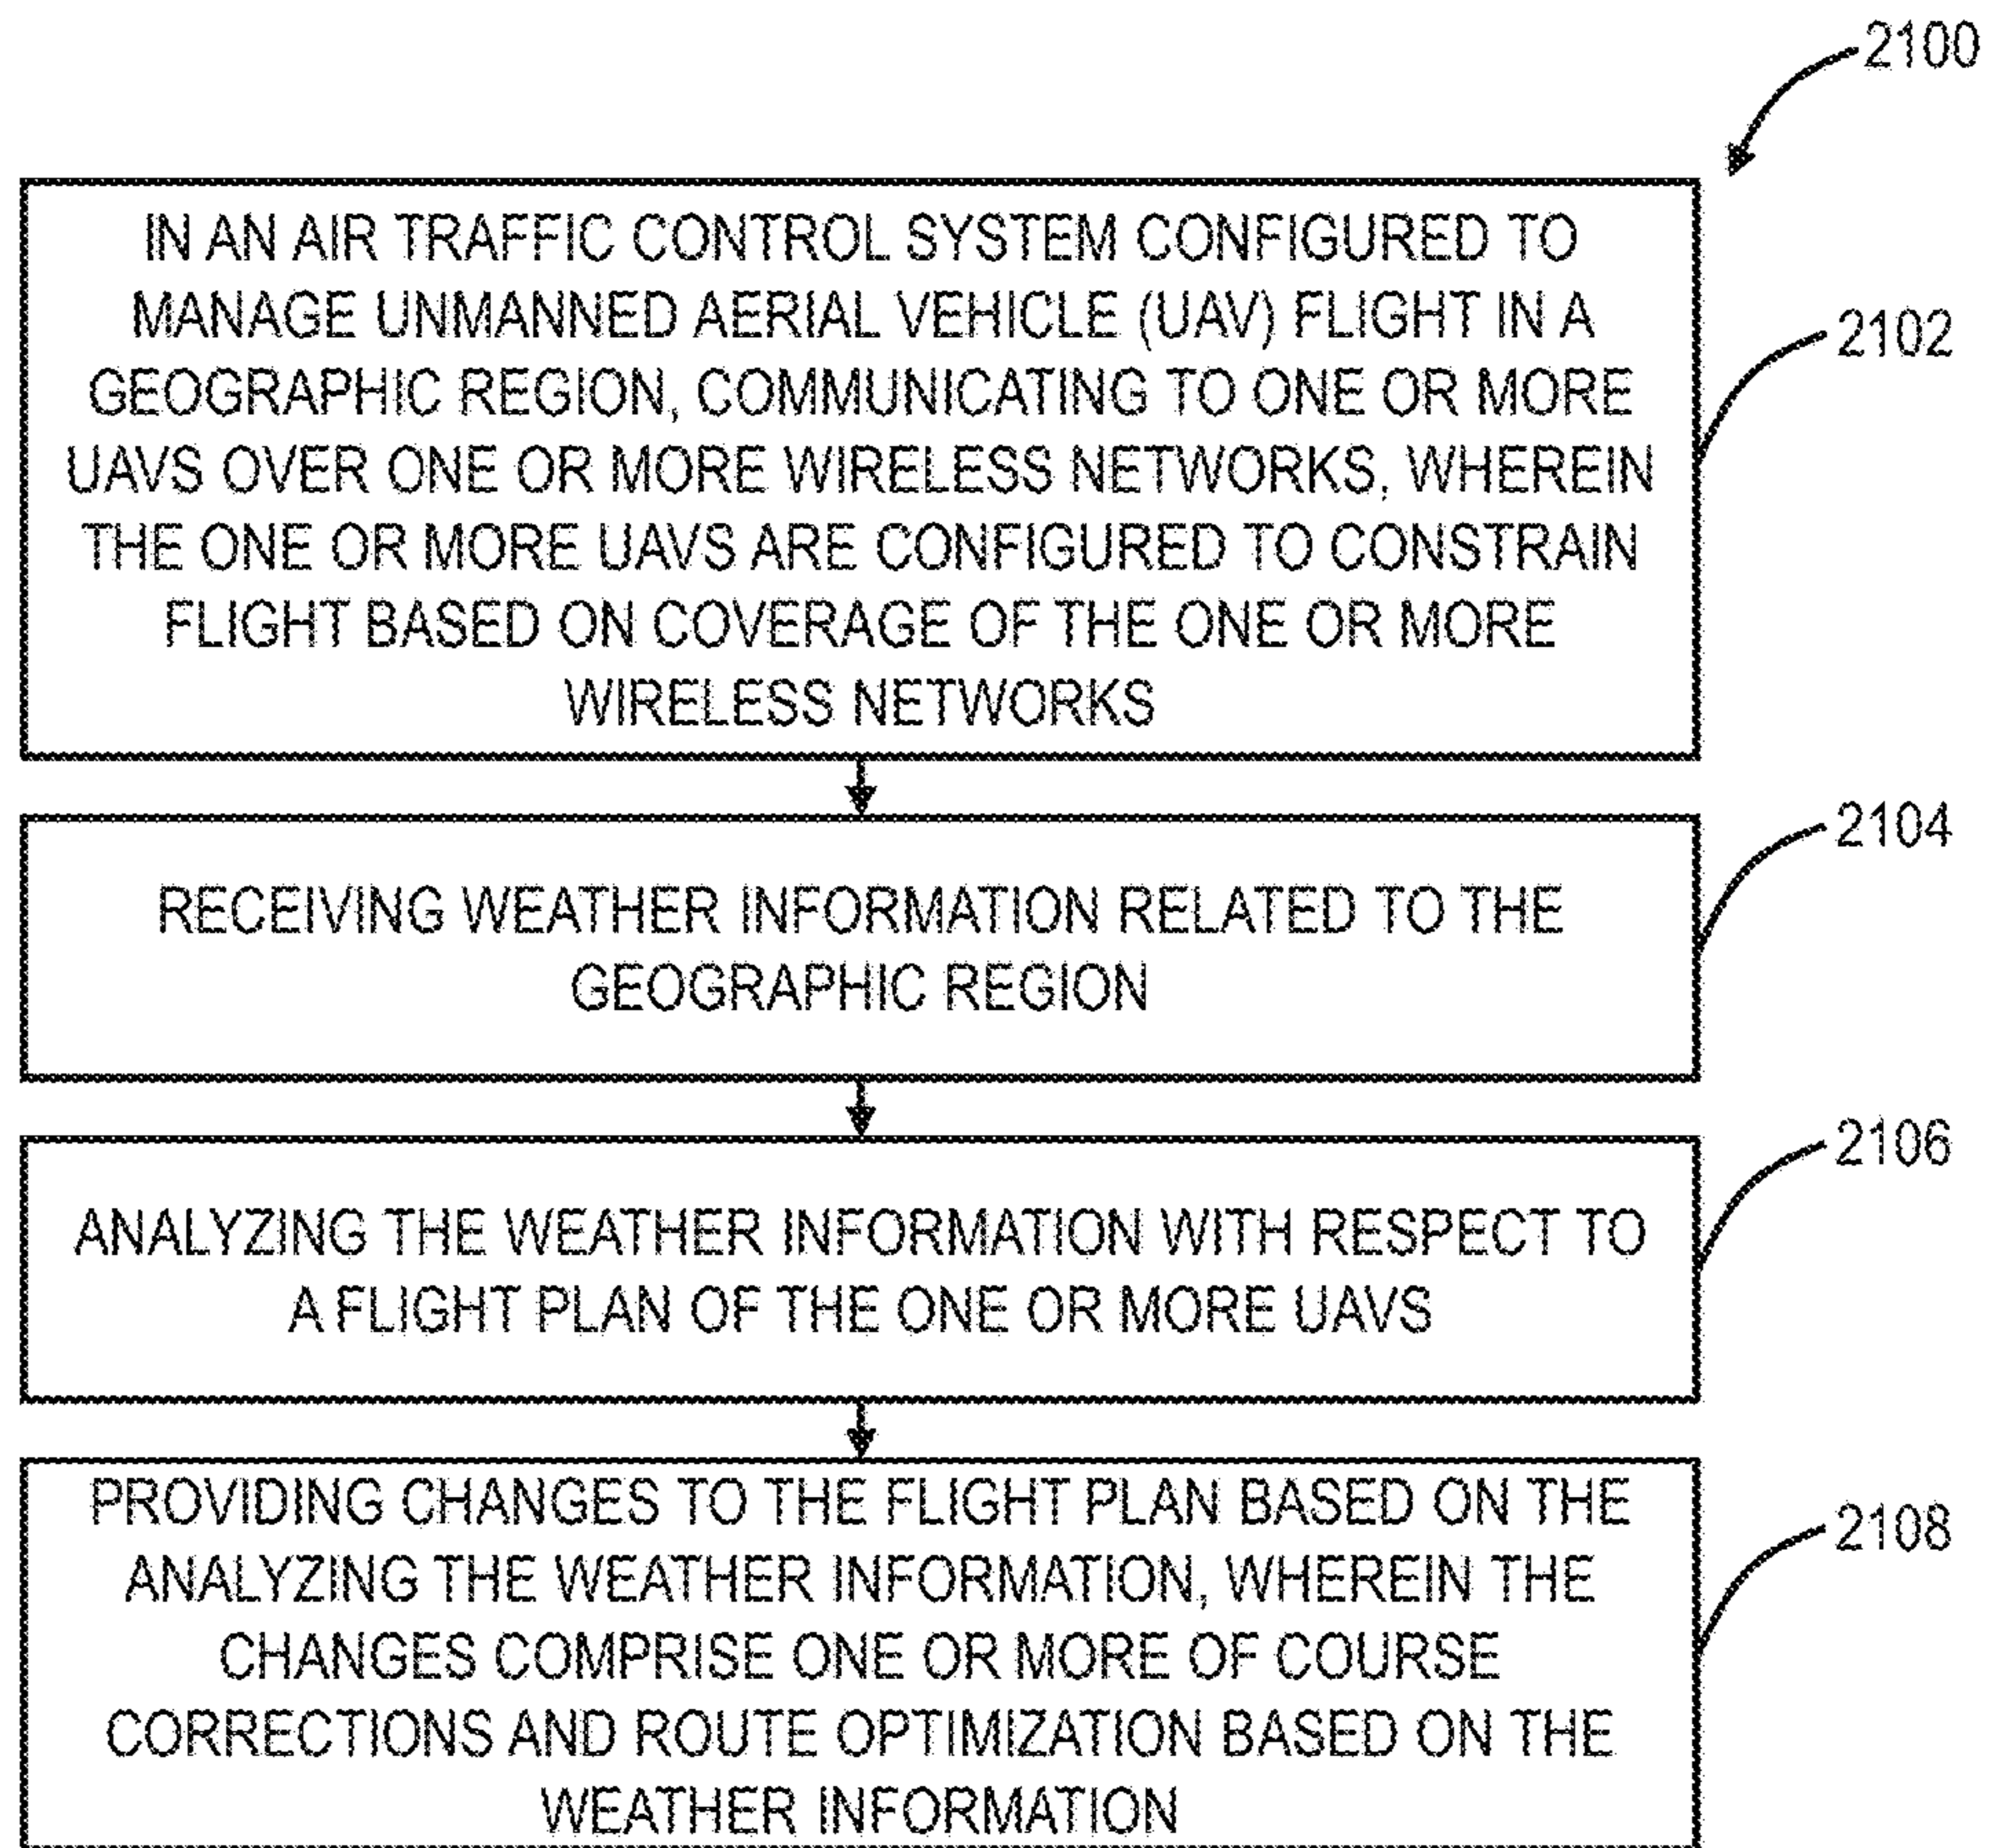 2100
IN AN AIR TRAFFIC CONTROL SYSTEM CONFIGURED TO
MANAGE UNMANNED AERIAL VEHICLE (UAV) FLIGHT IN A
GEOGRAPHIC REGION, COMMUNICATING TO ONE OR MORE
UAVS OVER ONE OR MORE WIRELESS NETWORKS, WHEREIN
THE ONE OR MORE UAVS ARE CONFIGURED TO CONSTRAIN
FLIGHT BASED ON COVERAGE OF THE ONE OR MORE
WIRELESS NETWORKS
2102
RECEIVING WEATHER INFORMATION RELATED TO THE
GEOGRAPHIC REGION
2104
ANALYZING THE WEATHER INFORMATION WITH RESPECT TO
A FLIGHT PLAN OF THE ONE OR MORE UAVS
2106
PROVIDING CHANGES TO THE FLIGHT PLAN BASED ON THE
ANALYZING THE WEATHER INFORMATION, WHEREIN THE
CHANGES COMPRISE ONE OR MORE OF COURSE
CORRECTIONS AND ROUTE OPTIMIZATION BASED ON THE
WEATHER INFORMATION
2108